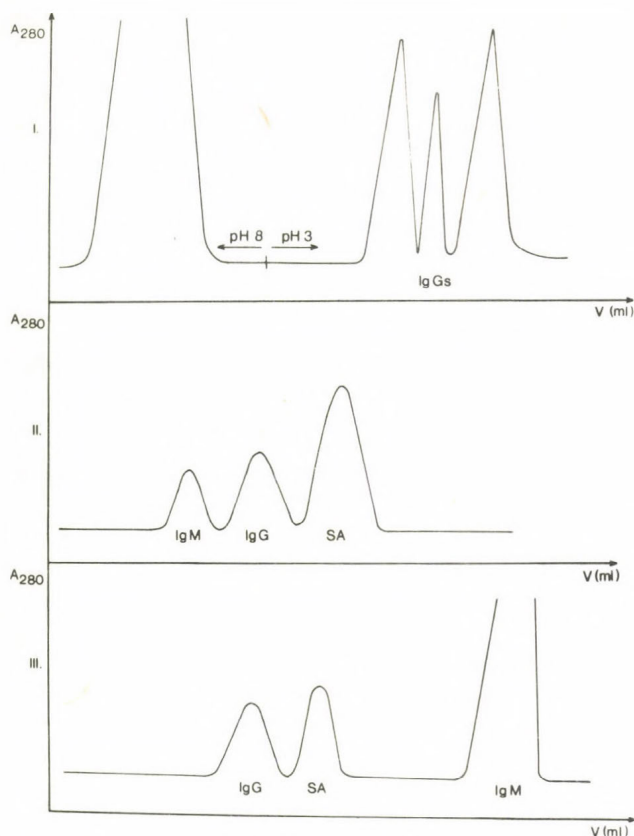 A280
I.
pH 8 pH 3
IgGs
V (ml)
A280
II.
IgM IgG SA
V (ml)
A280
III.
IgG SA IgM
V (ml)